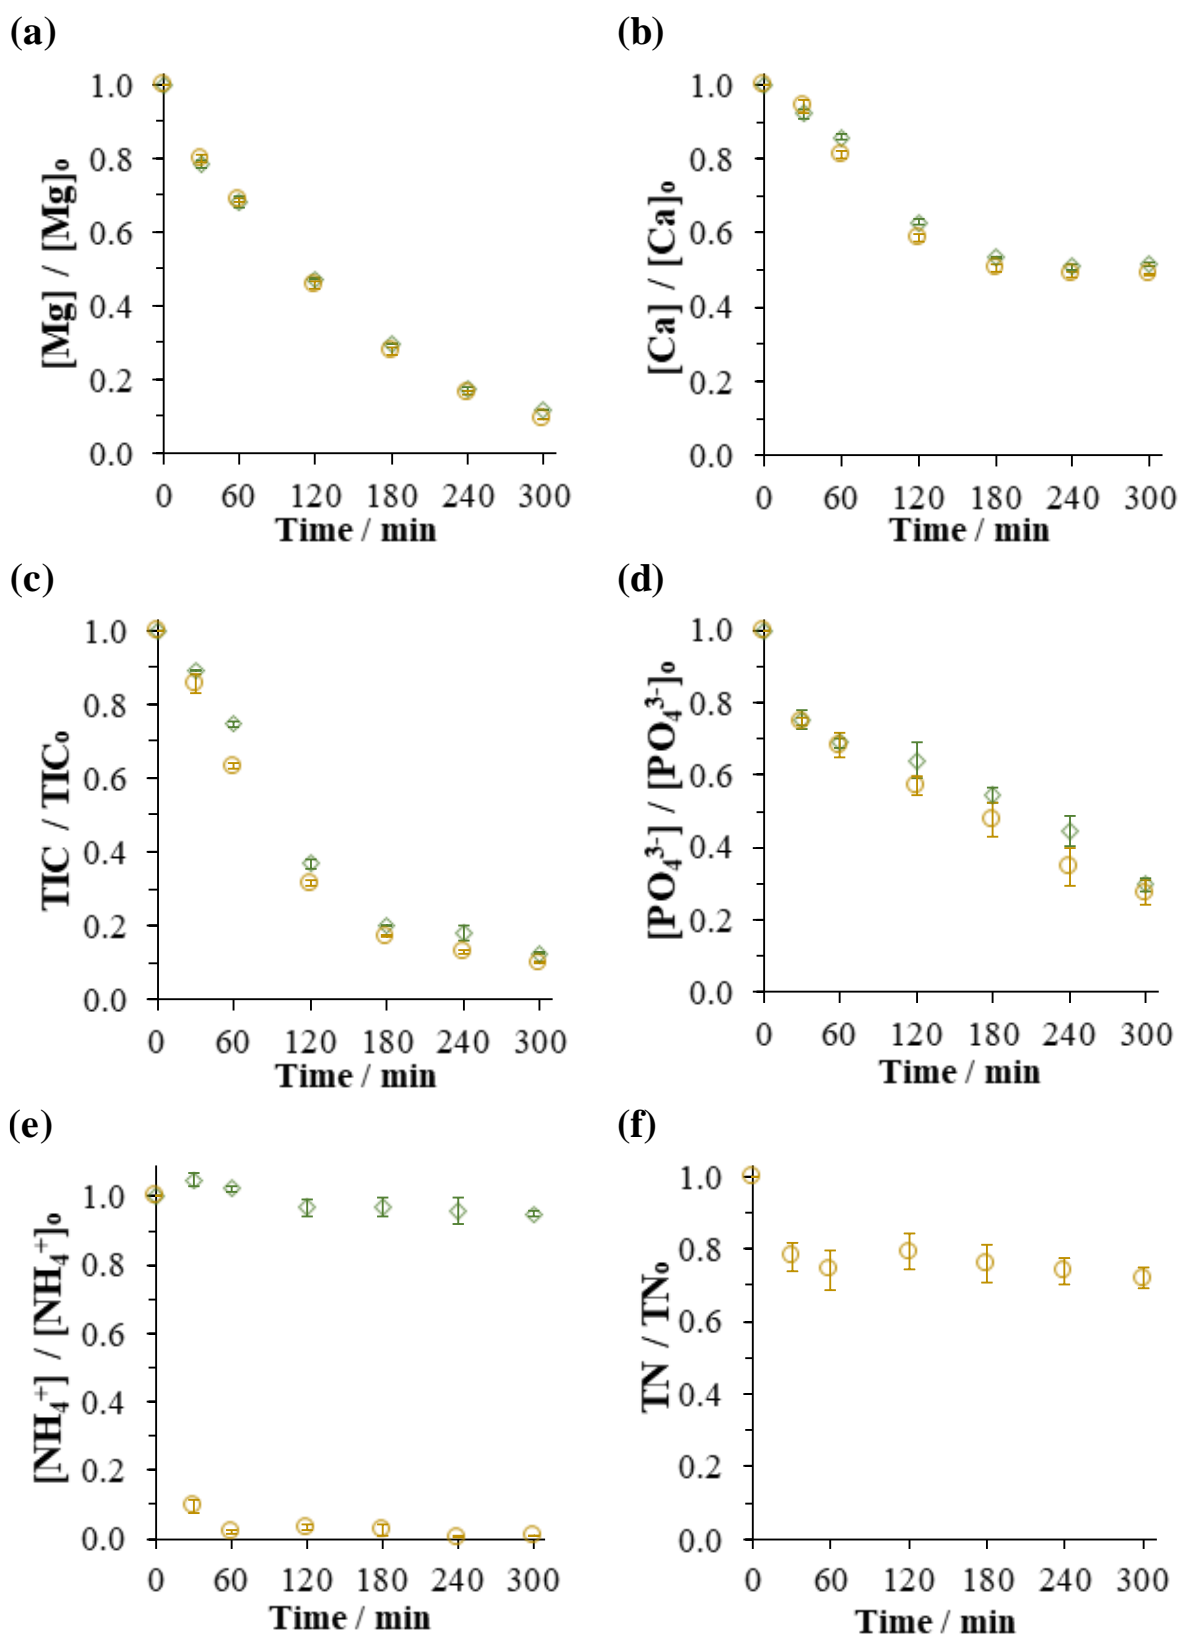 (a)
1.0
0.8
0.6
0.4
0.2
0.0
[Mg] / [Mg]₀
0 60 120 180 240 300
Time / min
(b)
1.0
0.8
0.6
0.4
0.2
0.0
[Ca] / [Ca]₀
0 60 120 180 240 300
Time / min
(c)
1.0
0.8
0.6
0.4
0.2
0.0
TIC / TIC₀
0 60 120 180 240 300
Time / min
(d)
1.0
0.8
0.6
0.4
0.2
0.0
[PO₄³⁻] / [PO₄³⁻]₀
0 60 120 180 240 300
Time / min
(e)
1.0
0.8
0.6
0.4
0.2
0.0
[NH₄⁺] / [NH₄⁺]₀
0 60 120 180 240 300
Time / min
(f)
1.0
0.8
0.6
0.4
0.2
0.0
TN / TN₀
0 60 120 180 240 300
Time / min